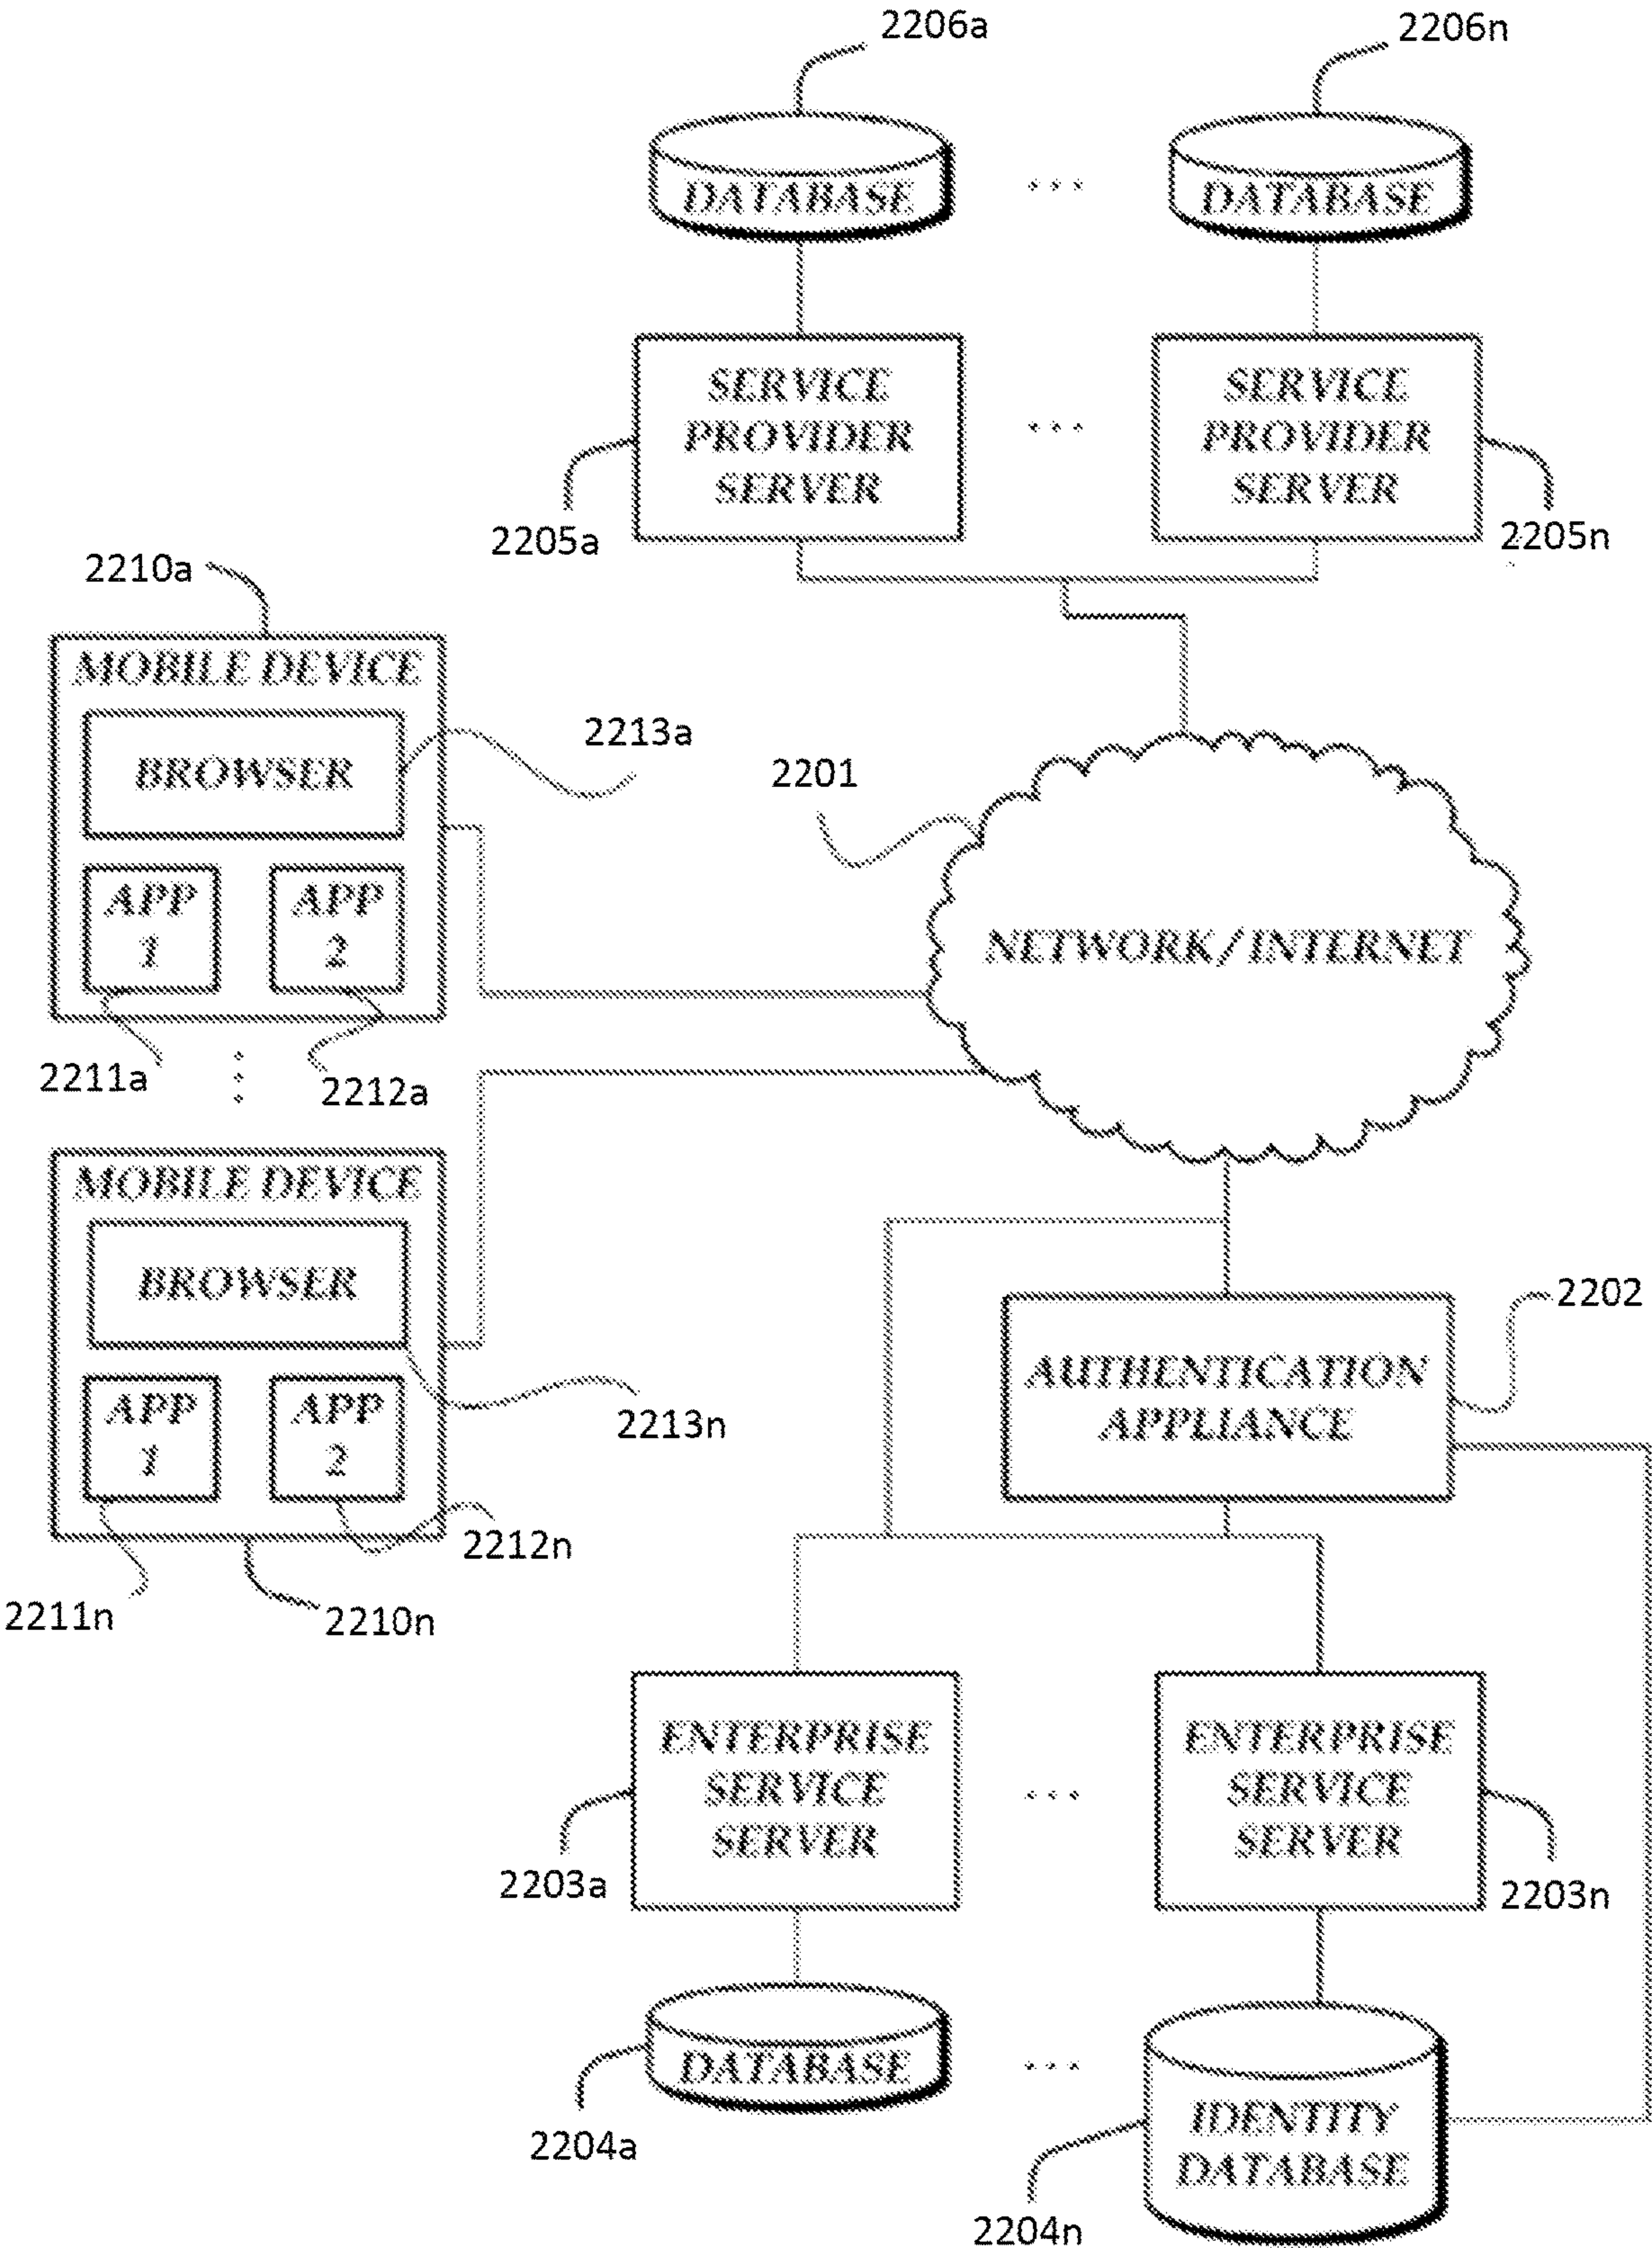 2206a
2206n
DATABASE
...
DATABASE
SERVICE
PROVIDER
SERVER
...
SERVICE
PROVIDER
SERVER
2205a
2205n
2210a
MOBILE DEVICE
BROWSER
2213a
APP
1
APP
2
2211a
2212a
2201
NETWORK/INTERNET
MOBILE DEVICE
BROWSER
2213n
APP
1
APP
2
2212n
2211n
2210n
2202
AUTHENTICATION
APPLIANCE
ENTERPRISE
SERVICE
SERVER
...
ENTERPRISE
SERVICE
SERVER
2203a
2203n
DATABASE
...
IDENTITY
DATABASE
2204a
2204n